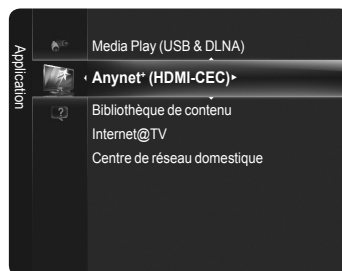 Application
Media Play (USB & DLNA)
Anynet+ (HDMI-CEC)
Bibliothèque de contenu
Internet@TV
Centre de réseau domestique